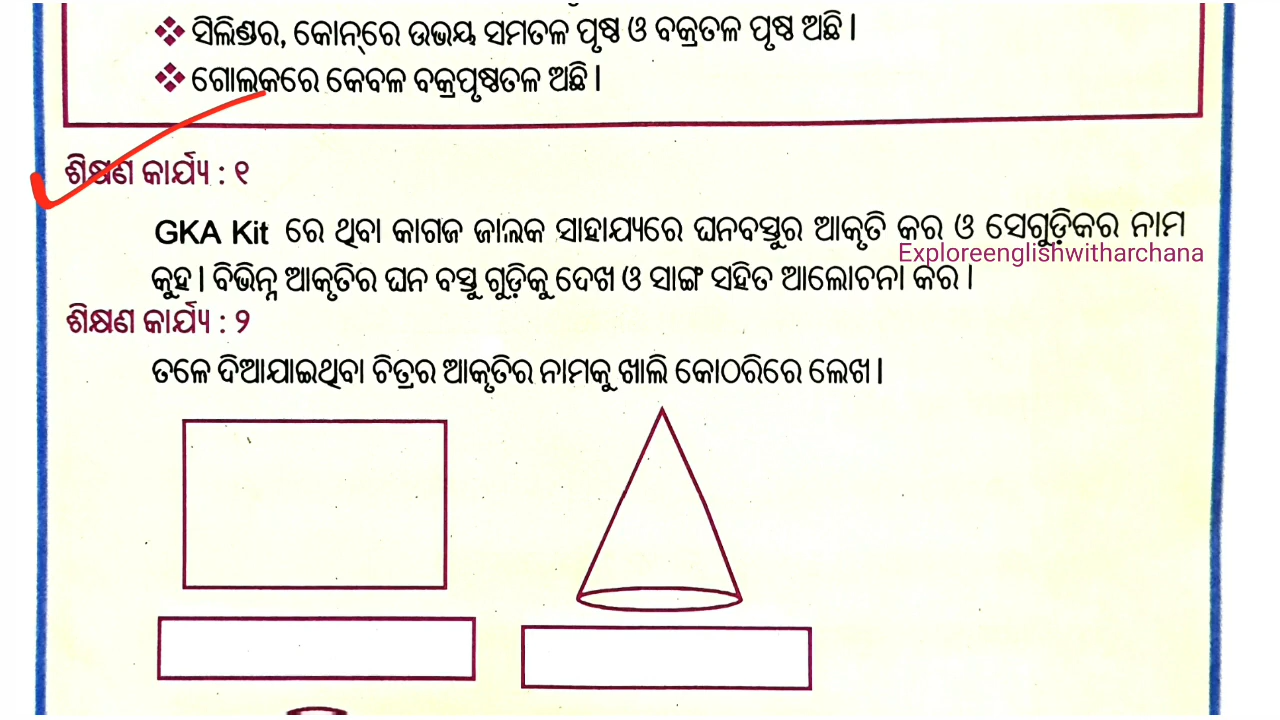 ❖ ସିଲିଣ୍ଡର, କୋନ୍‌ରେ ଉଭୟ ସମତଳ ପୃଷ୍ଠ ଓ ବକ୍ରତଳ ପୃଷ୍ଠ ଅଛି।
❖ ଗୋଲକରେ କେବଳ ବକ୍ରପୃଷ୍ଠତଳ ଅଛି।
ଶିକ୍ଷଣ କାର୍ଯ୍ୟ : ୧
GKA Kit ରେ ଥିବା କାଗଜ ଜାଲକ ସାହାଯ୍ୟରେ ଘନବସ୍ତୁର ଆକୃତି କର ଓ ସେଗୁଡ଼ିକର ନାମ
Exploreenglishwitharchana
କୁହ। ବିଭିନ୍ନ ଆକୃତିର ଘନ ବସ୍ତୁ ଗୁଡ଼ିକୁ ଦେଖ ଓ ସାଙ୍ଗ ସହିତ ଆଲୋଚନା କର।
ଶିକ୍ଷଣ କାର୍ଯ୍ୟ : ୨
ତଳେ ଦିଆଯାଇଥିବା ଚିତ୍ରର ଆକୃତିର ନାମକୁ ଖାଲି କୋଠରିରେ ଲେଖ।